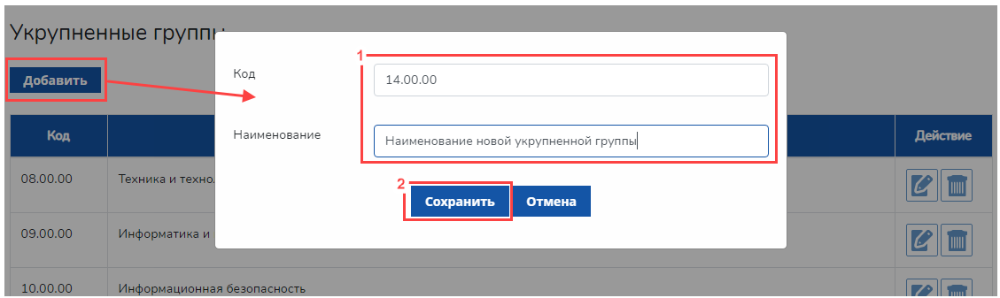 Укрупненные группы
Добавить
1
Код
14.00.00
Наименование
Наименование новой укрупненной группы
2
Сохранить Отмена
Код Действие
08.00.00 Техника и техно
09.00.00 Информатика и
10.00.00 Информационная безопасность